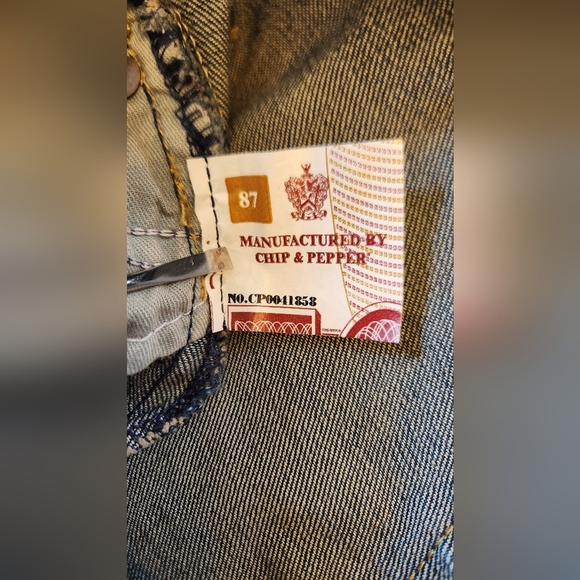 87
MANUFACTURED BY
CHIP & PEPPER
NO.CP0041858